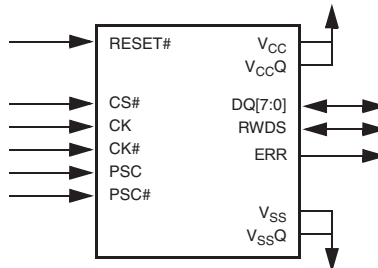 RESET#
CS#
CK
CK#
PSC
PSC#
VCC
VCCQ
DQ[7:0]
RWDS
ERR
VSS
VSSQ